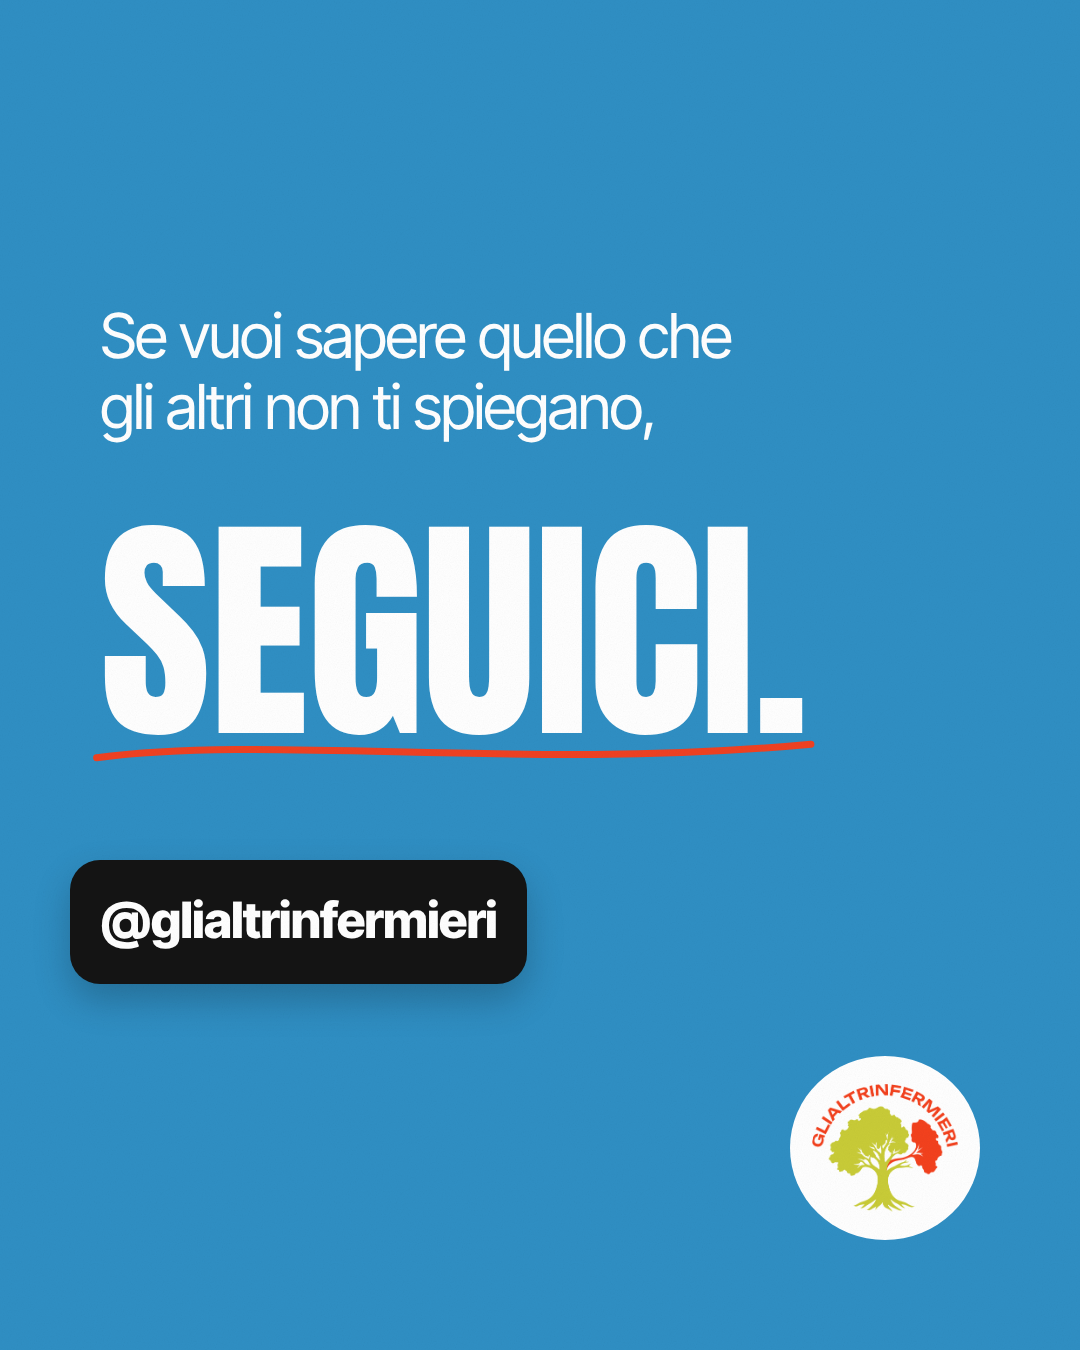 Se vuoi sapere quello che
gli altri non ti spiegano,
SEGUICI.
@glialtrinfermieri
GLIALTRINFERMIERI